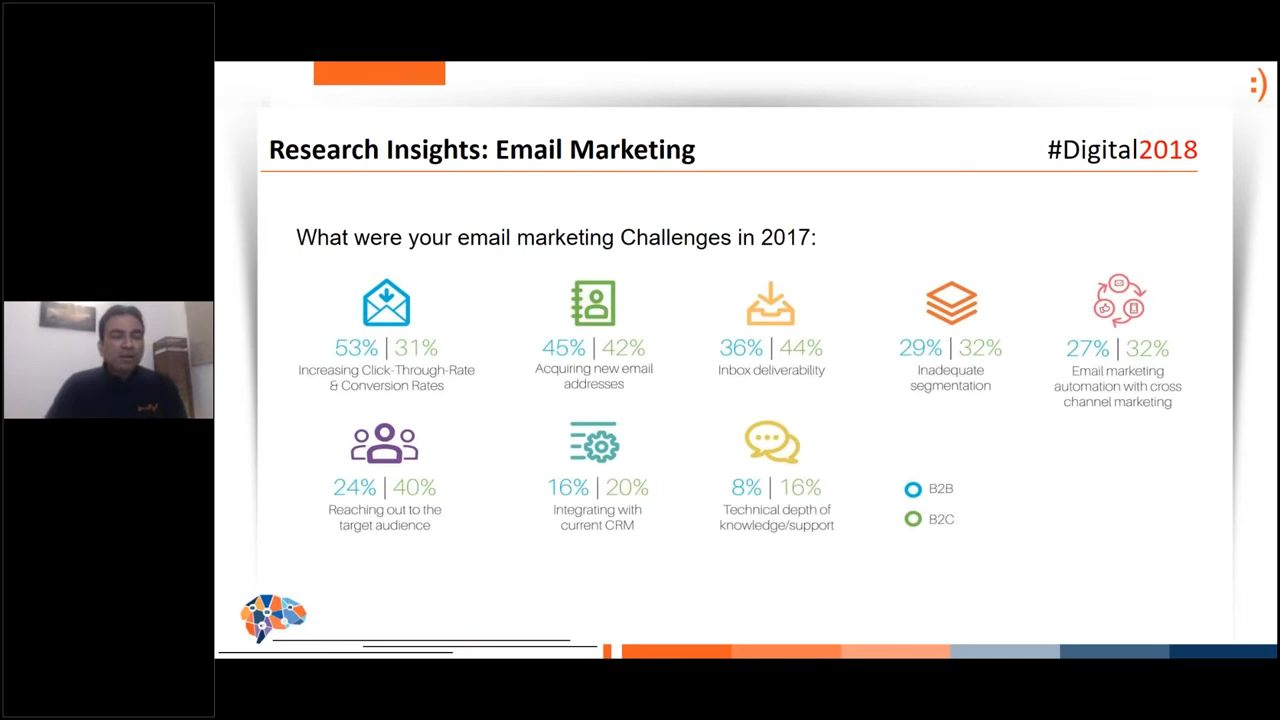 :)
Research Insights: Email Marketing
#Digital2018
What were your email marketing Challenges in 2017:
53% | 31%
Increasing Click-Through-Rate
& Conversion Rates
45% | 42%
Acquiring new email
addresses
36% | 44%
Inbox deliverability
29% | 32%
Inadequate
segmentation
27% | 32%
Email marketing
automation with cross
channel marketing
24% | 40%
Reaching out to the
target audience
16% | 20%
Integrating with
current CRM
8% | 16%
Technical depth of
knowledge/support
B2B
B2C